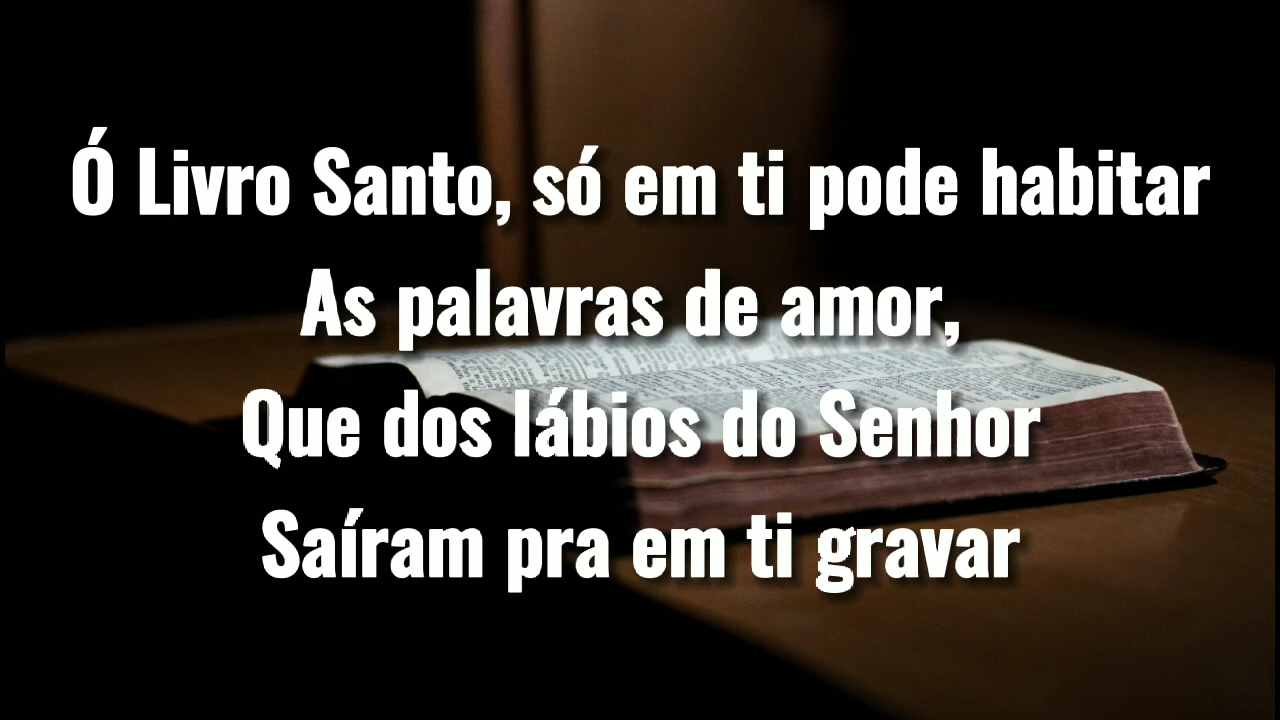 Ó Livro Santo, só em ti pode habitar
As palavras de amor,
Que dos lábios do Senhor
Saíram pra em ti gravar